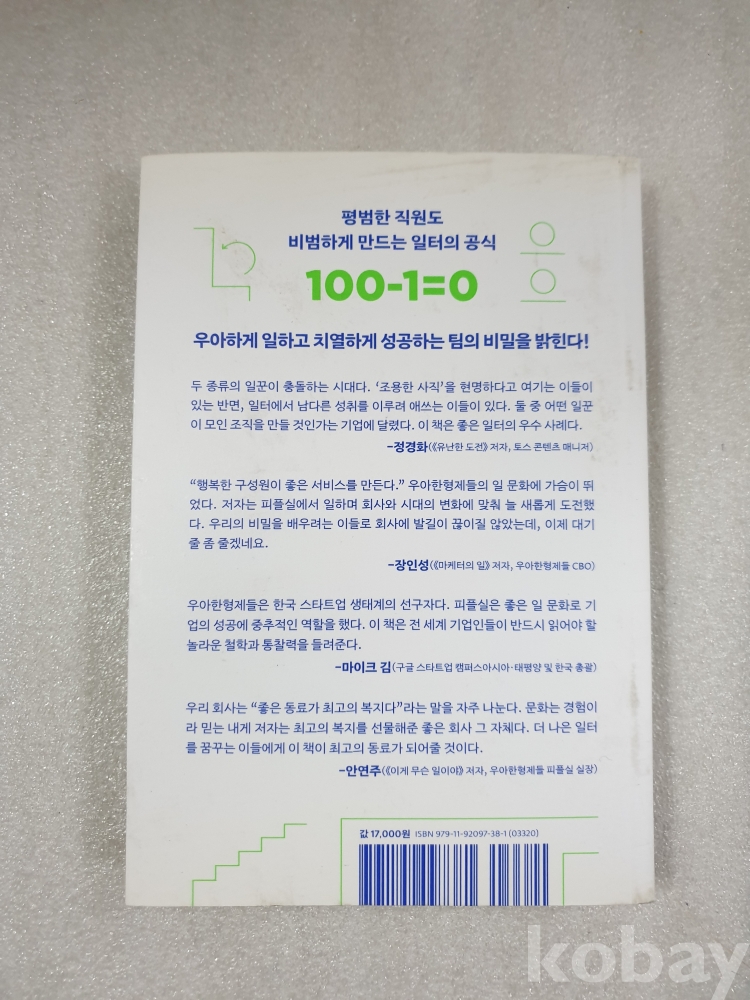 평범한 직원도
비범하게 만드는 일터의 공식
100-1=0
우아하게 일하고 치열하게 성공하는 팀의 비밀을 밝힌다!
두 종류의 일꾼이 충돌하는 시대다. ‘조용한 사직’을 현명하다고 여기는 이들이
있는 반면, 일터에서 남다른 성취를 이루려 애쓰는 이들이 있다. 둘 중 어떤 일꾼
이 모인 조직을 만들 것인가는 기업에 달렸다. 이 책은 좋은 일터의 우수 사례다.
-정경화(《유난한 도전》 저자, 토스 콘텐츠 매니저)
“행복한 구성원이 좋은 서비스를 만든다.” 우아한형제들의 일 문화에 가슴이 뛰
었다. 저자는 피플실에서 일하며 회사와 시대의 변화에 맞춰 늘 새롭게 도전했
다. 우리의 비밀을 배우려는 이들로 회사에 발길이 끊이질 않았는데, 이제 대기
줄 좀 줄겠네요.
-장인성(《마케터의 일》 저자, 우아한형제들 CBO)
우아한형제들은 한국 스타트업 생태계의 선구자다. 피플실은 좋은 일 문화로 기
업의 성공에 중추적인 역할을 했다. 이 책은 전 세계 기업인들이 반드시 읽어야 할
놀라운 철학과 통찰력을 들려준다.
-마이크 김(구글 스타트업 캠퍼스아시아·태평양 및 한국 총괄)
우리 회사는 “좋은 동료가 최고의 복지다”라는 말을 자주 나눈다. 문화는 경험이
라 믿는 내게 저자는 최고의 복지를 선물해준 좋은 회사 그 자체다. 더 나은 일터
를 꿈꾸는 이들에게 이 책이 최고의 동료가 되어줄 것이다.
-안연주(《이게 무슨 일이야》 저자, 우아한형제들 피플실 실장)
값 17,000원 ISBN 979-11-92097-38-1 (03320)
kobay